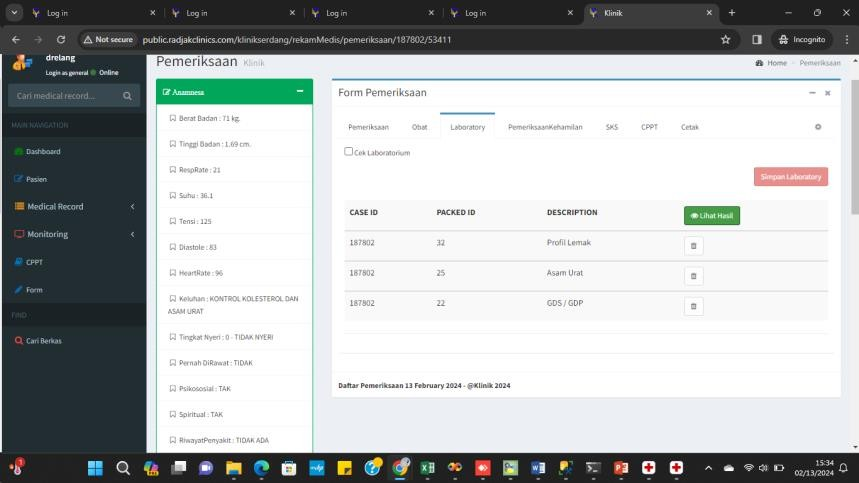 Log in
Log in
Log in
Log in
Klinik
Not secure
public.radjakclinics.com/klinikserdang/rekamMedis/pemeriksaan/187802/53411
Incognito
drelang
Login as general Online
Cari medical record...
MAIN NAVIGATION
Dashboard
Pasien
Medical Record
Monitoring
CPPT
Form
FIND
Cari Berkas
Pemeriksaan Klinik
Home - Pemeriksaan
Anamnesa
Berat Badan : 71 kg.
Tinggi Badan : 1.69 cm.
RespRate : 21
Suhu : 36.1
Tensi : 125
Diastole : 83
HeartRate : 96
Keluhan : KONTROL KOLESTEROL DAN
ASAM URAT
Tingkat Nyeri : 0 - TIDAK NYERI
Pernah DiRawat : TIDAK
Psikososial : TAK
Spiritual : TAK
RiwayatPenyakit : TIDAK ADA
Form Pemeriksaan
Pemeriksaan Obat Laboratory PemeriksaanKehamilan SKS CPPT Cetak
Cek Laboratorium
Simpan Laboratory
CASE ID PACKED ID DESCRIPTION Lihat Hasil
187802 32 Profil Lemak
187802 25 Asam Urat
187802 22 GDS / GDP
Daftar Pemeriksaan 13 February 2024 - @Klinik 2024
15:34
02/13/2024